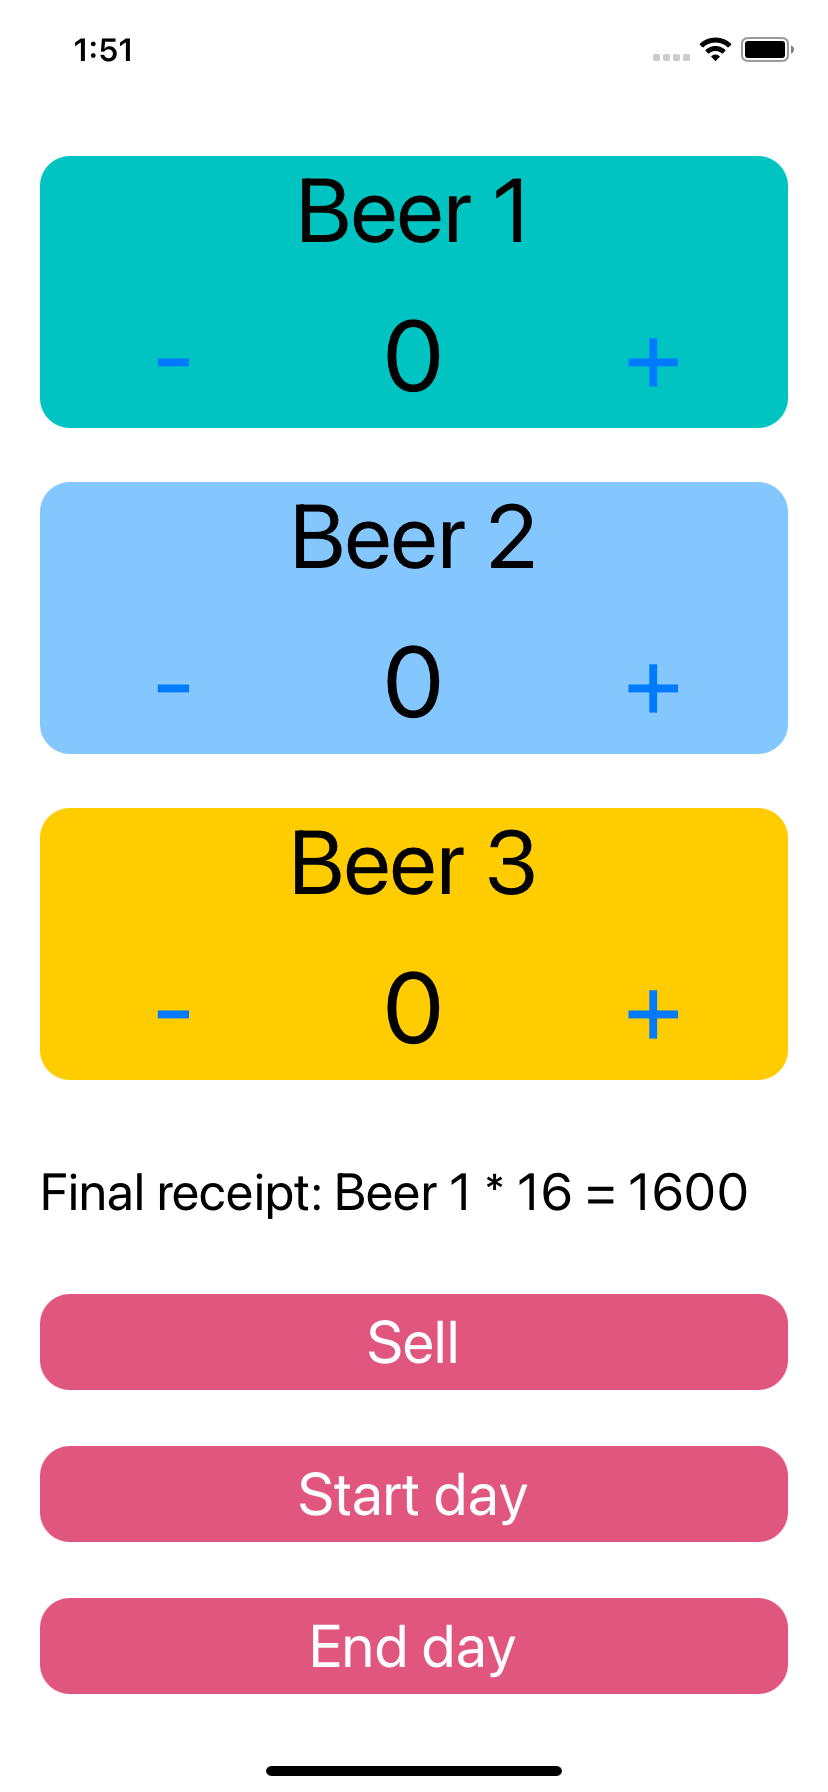 1:51
Beer 1
- 0 +
Beer 2
- 0 +
Beer 3
- 0 +
Final receipt: Beer 1 * 16 = 1600
Sell
Start day
End day